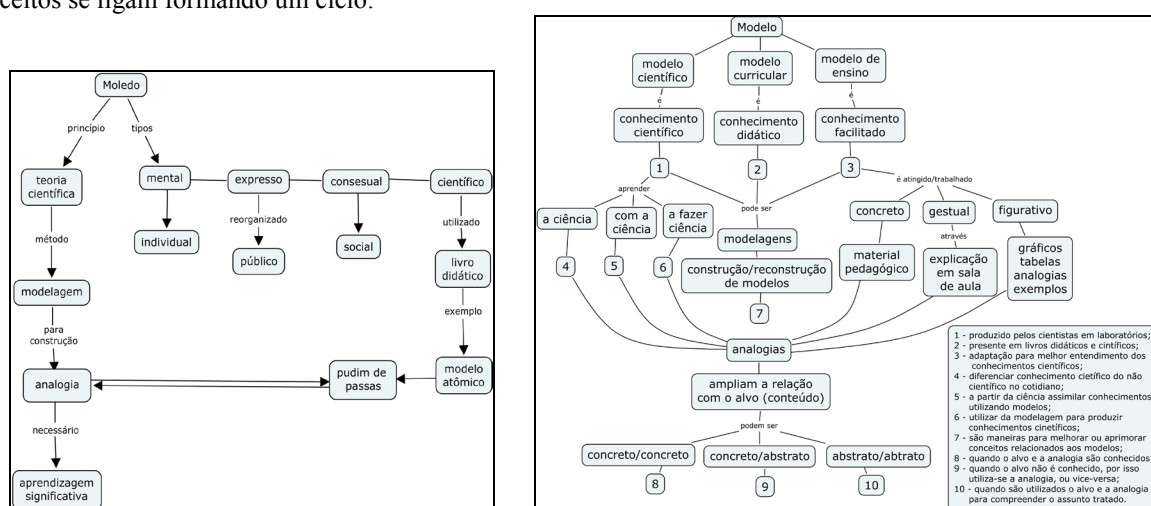 ceitos se ligam formando um ciclo.
Moledo
princípio
tipos
teoria
científica
mental
expresso
consesual
científico
reorganizado
utilizado
individual
público
social
livro
didático
método
modelagem
exemplo
para
construção
analogia
pudim de
passas
modelo
atômico
necessário
aprendizagem
significativa
Modelo
modelo
científico
modelo
curricular
modelo de
ensino
é
é
é
conhecimento
científico
conhecimento
didático
conhecimento
facilitado
1
2
3
aprender
pode ser
é atingido/trabalhado
a ciência
com a
ciência
a fazer
ciência
modelagens
concreto
gestual
figurativo
através
4
5
6
construção/reconstrução
de modelos
material
pedagógico
explicação
em sala
de aula
gráficos
tabelas
analogias
exemplos
7
analogias
ampliam a relação
com o alvo (conteúdo)
podem ser
concreto/concreto
concreto/abstrato
abstrato/abtrato
8
9
10
1 - produzido pelos cientistas em laboratórios;
2 - presente em livros didáticos e cintíficos;
3 - adaptação para melhor entendimento dos
conhecimentos científicos;
4 - diferenciar conhecimento cietífico do não
científico no cotidiano;
5 - a partir da ciência assimilar conhecimentos
utilizando modelos;
6 - utilizar da modelagem para produzir
conhecimentos cinetíficos;
7 - são maneiras para melhorar ou aprimorar
conceitos relacionados aos modelos;
8 - quando o alvo e a analogia são conhecidos
9 - quando o alvo não é conhecido, por isso
utiliza-se a analogia, ou vice-versa;
10 - quando são utilizados o alvo e a analogia
para compreender o assunto tratado.